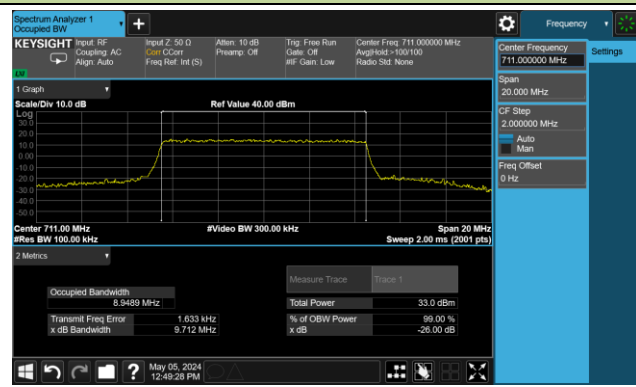 Spectrum Analyzer 1
Occupied BW
+
Frequency
KEYSIGHT
Input: RF
Coupling: AC
Align: Auto
Input Z: 50 Ω
Corr CCorr
Freq Ref: Int (S)
Atten: 10 dB
Preamp: Off
Trig: Free Run
Gate: Off
#IF Gain: Low
Center Freq: 711.000000 MHz
Avg|Hold:>100/100
Radio Std: None
Center Frequency
711.000000 MHz
Settings
Span
20.000 MHz
CF Step
2.000000 MHz
Auto
Man
Freq Offset
0 Hz
1 Graph
Scale/Div 10.0 dB
Ref Value 40.00 dBm
Log
30.0
20.0
10.0
0.00
-10.0
-20.0
-30.0
-40.0
-50.0
Center 711.00 MHz
#Video BW 300.00 kHz
Span 20 MHz
#Res BW 100.00 kHz
Sweep 2.00 ms (2001 pts)
2 Metrics
Measure Trace
Trace 1
Occupied Bandwidth
8.9489 MHz
Total Power
33.0 dBm
Transmit Freq Error
1.633 kHz
% of OBW Power
99.00 %
x dB Bandwidth
9.712 MHz
x dB
-26.00 dB
?
May 05, 2024
12:49:28 PM